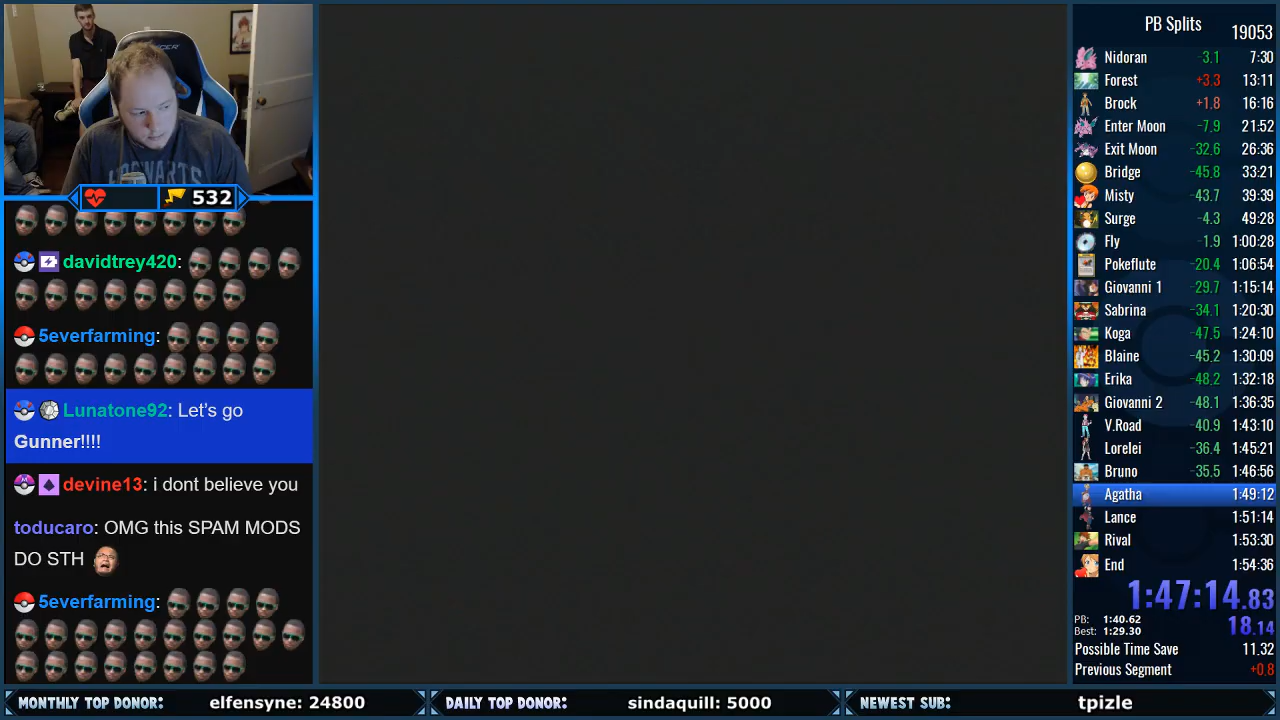 HOGWARTS
532
davidtrey420:
5everfarming:
Lunatone92: Let's go
Gunner!!!!
devine13: i dont believe you
toducaro: OMG this SPAM MODS
DO STH
5everfarming:
PB Splits
19053
Nidoran -3.1 7:30
Forest +3.3 13:11
Brock +1.8 16:16
Enter Moon -7.9 21:52
Exit Moon -32.6 26:36
Bridge -45.8 33:21
Misty -43.7 39:39
Surge -4.3 49:28
Fly -1.9 1:00:28
Pokeflute -20.4 1:06:54
Giovanni 1 -29.7 1:15:14
Sabrina -34.1 1:20:30
Koga -47.5 1:24:10
Blaine -45.2 1:30:09
Erika -48.2 1:32:18
Giovanni 2 -48.1 1:36:35
V.Road -40.9 1:43:10
Lorelei -36.4 1:45:21
Bruno -35.5 1:46:56
Agatha 1:49:12
Lance 1:51:14
Rival 1:53:30
End 1:54:36
1:47:14.83
PB: 1:40.62
Best: 1:29.30
18.14
Possible Time Save 11.32
Previous Segment +0.8
MONTHLY TOP DONOR: elfensyne: 24800
DAILY TOP DONOR: sindaquill: 5000
NEWEST SUB: tpizle